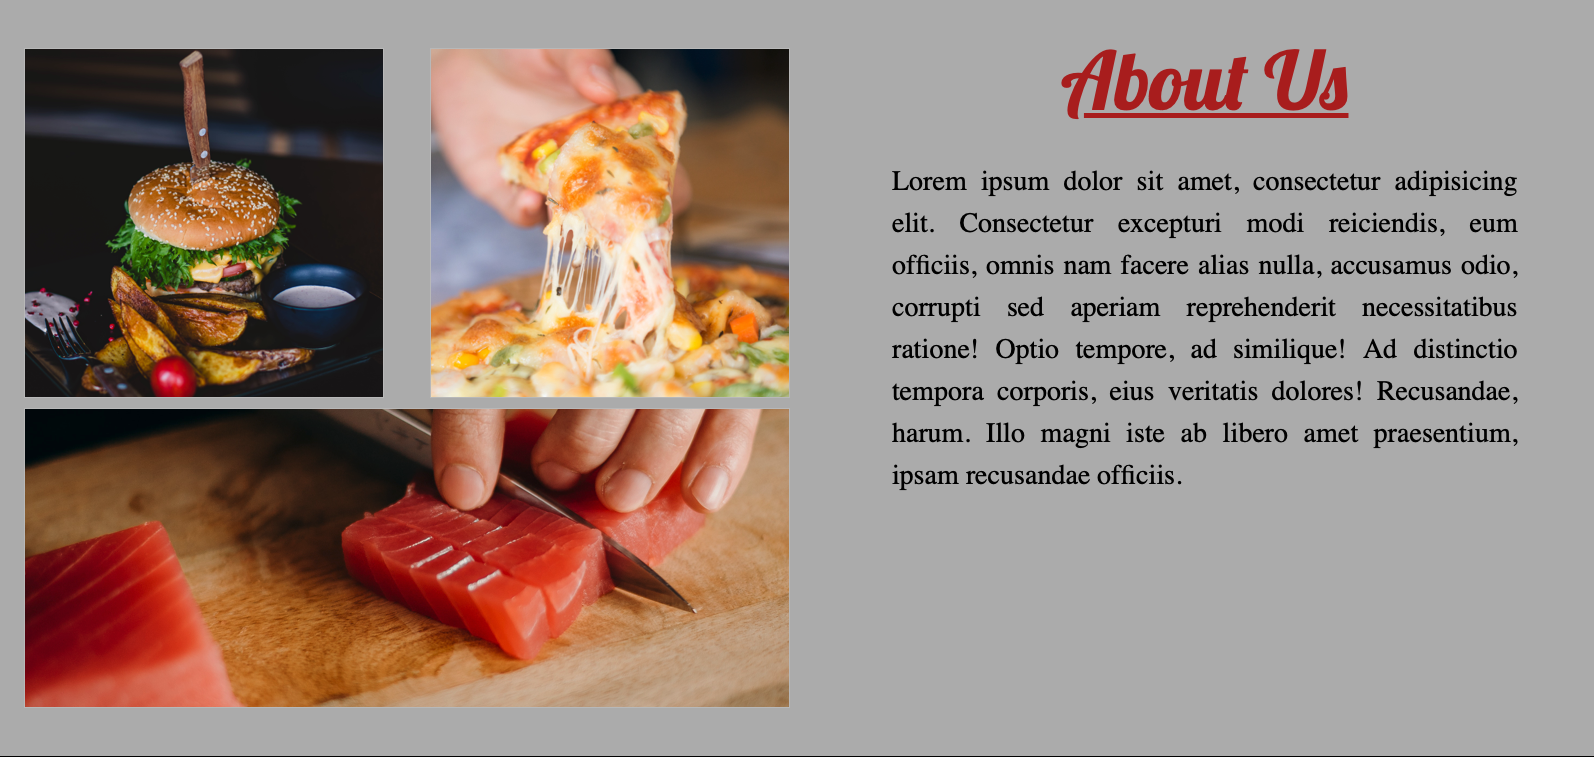 About Us
Lorem ipsum dolor sit amet, consectetur adipisicing
elit. Consectetur excepturi modi reiciendis, eum
officiis, omnis nam facere alias nulla, accusamus odio,
corrupti sed aperiam reprehenderit necessitatibus
ratione! Optio tempore, ad similique! Ad distinctio
tempora corporis, eius veritatis dolores! Recusandae,
harum. Illo magni iste ab libero amet praesentium,
ipsam recusandae officiis.